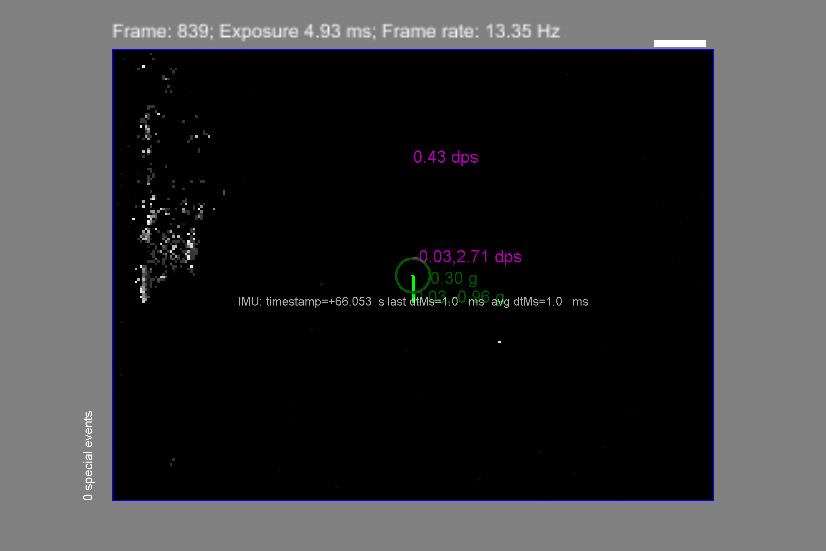 Frame: 839; Exposure 4.93 ms; Frame rate: 13.35 Hz
0.43 dps
-0.03,2.71 dps
0.30 g
IMU: timestamp=+66.053 s last dtMs=1.0 ms avg dtMs=1.0 ms
0 special events